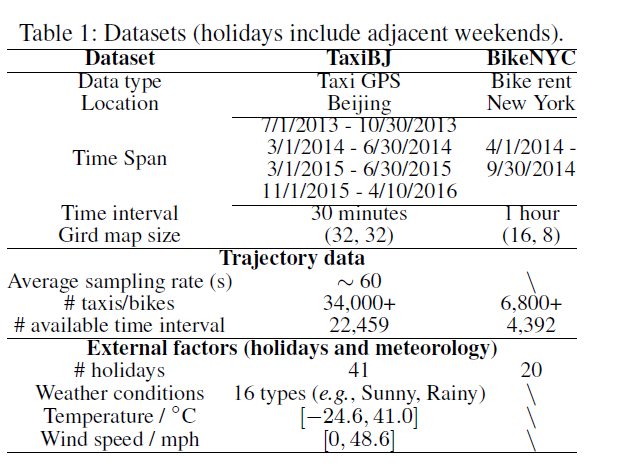 Table 1: Datasets (holidays include adjacent weekends).
Dataset TaxiBJ BikeNYC
Data type Taxi GPS Bike rent
Location Beijing New York
7/1/2013 - 10/30/2013
3/1/2014 - 6/30/2014 4/1/2014 -
Time Span
3/1/2015 - 6/30/2015 9/30/2014
11/1/2015 - 4/10/2016
Time interval 30 minutes 1 hour
Gird map size (32, 32) (16, 8)
Trajectory data
Average sampling rate (s) ∼ 60 \
# taxis/bikes 34,000+ 6,800+
# available time interval 22,459 4,392
External factors (holidays and meteorology)
# holidays 41 20
Weather conditions 16 types (e.g., Sunny, Rainy) \
Temperature / °C [−24.6, 41.0] \
Wind speed / mph [0, 48.6] \